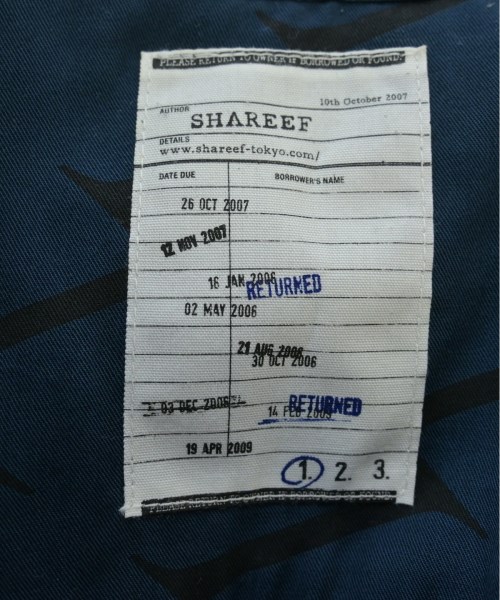 PLEASE RETURN TO OWNER IF BORROWED OR FOUND.
10th October 2007
AUTHOR
SHAREEF
DETAILS
www.shareef-tokyo.com/
DATE DUE BORROWER'S NAME
26 OCT 2007
12 NOV 2007
16 JAN 2006
RETURNED
02 MAY 2006
21 AUG 2006
30 OCT 2006
03 DEC 2006
RETURNED
14 FEB 2009
19 APR 2009
1. 2. 3.